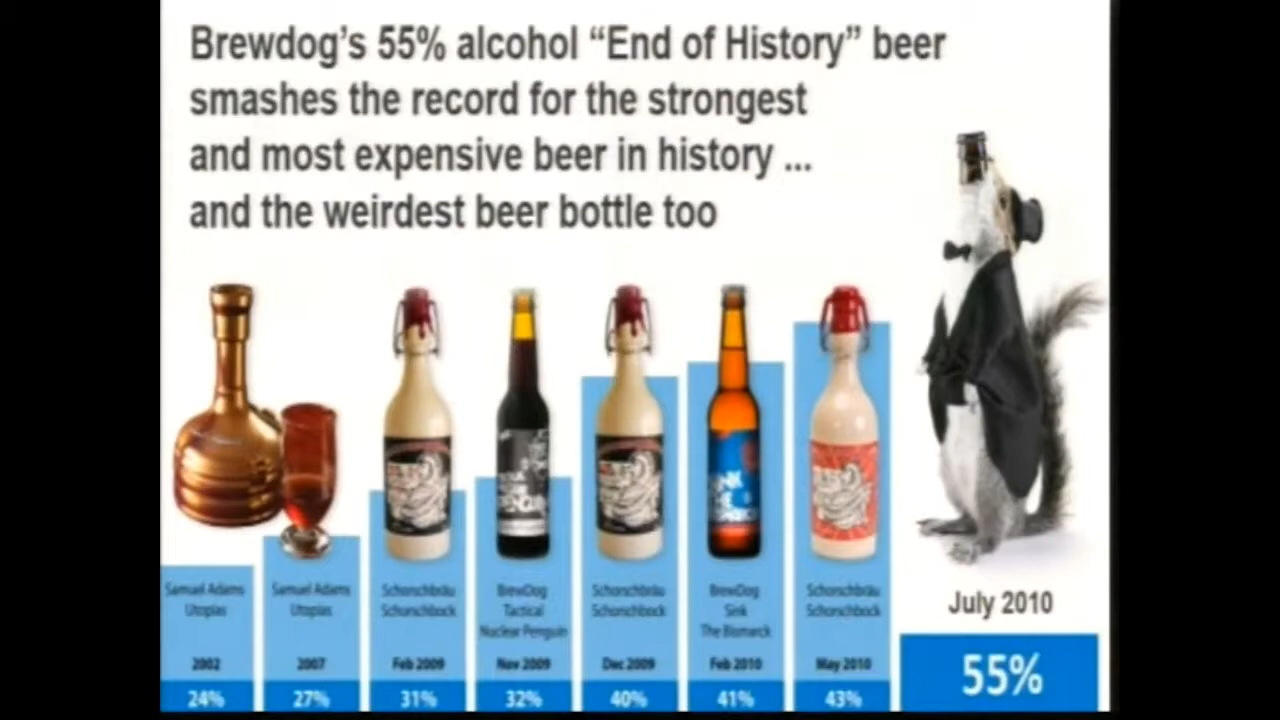 Brewdog's 55% alcohol “End of History” beer
smashes the record for the strongest
and most expensive beer in history ...
and the weirdest beer bottle too
Samuel Adams
Utopias
2002
24%
Samuel Adams
Utopias
2007
27%
Schorschbräu
Schorschbock
Feb 2009
31%
BrewDog
Tactical
Nuclear Penguin
Nov 2009
32%
Schorschbräu
Schorschbock
Dec 2009
40%
BrewDog
Sink
The Bismarck
Feb 2010
41%
Schorschbräu
Schorschbock
May 2010
43%
July 2010
55%